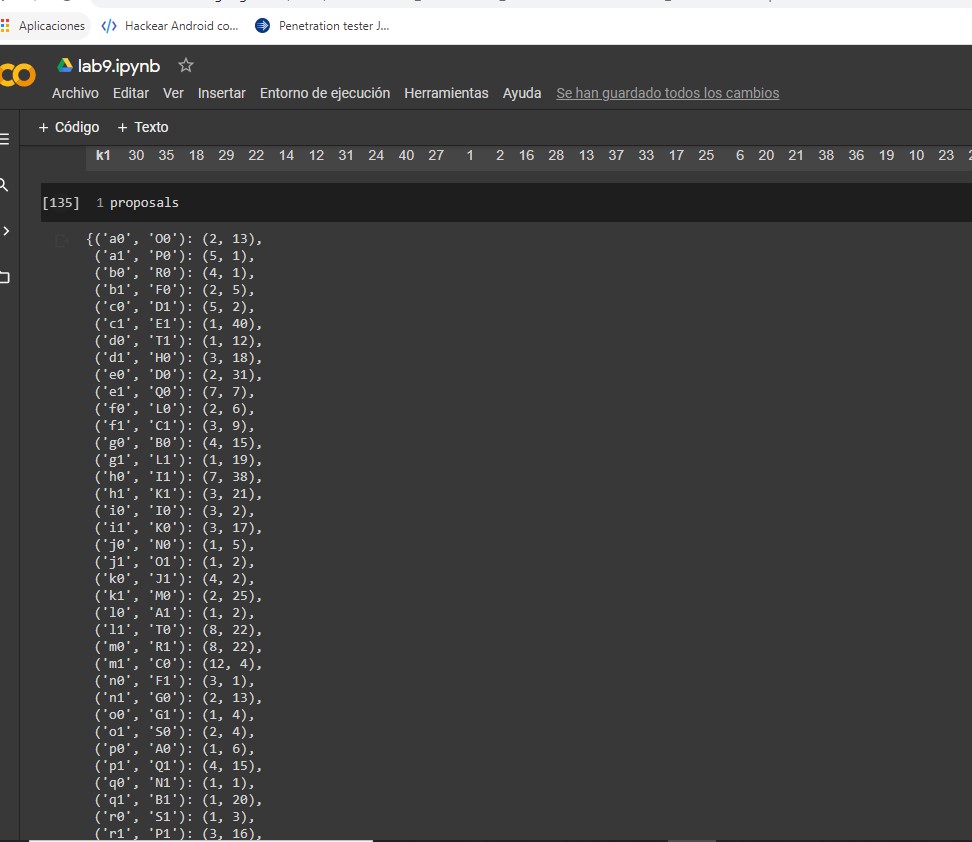 Aplicaciones Hackear Android co... Penetration tester J...
lab9.ipynb
Archivo Editar Ver Insertar Entorno de ejecución Herramientas Ayuda Se han guardado todos los cambios
+ Código + Texto
k1 30 35 18 29 22 14 12 31 24 40 27 1 2 16 28 13 37 33 17 25 6 20 21 38 36 19 10 23
[135] 1 proposals
{('a0', 'O0'): (2, 13),
('a1', 'P0'): (5, 1),
('b0', 'R0'): (4, 1),
('b1', 'F0'): (2, 5),
('c0', 'D1'): (5, 2),
('c1', 'E1'): (1, 40),
('d0', 'T1'): (1, 12),
('d1', 'H0'): (3, 18),
('e0', 'D0'): (2, 31),
('e1', 'Q0'): (7, 7),
('f0', 'L0'): (2, 6),
('f1', 'C1'): (3, 9),
('g0', 'B0'): (4, 15),
('g1', 'L1'): (1, 19),
('h0', 'I1'): (7, 38),
('h1', 'K1'): (3, 21),
('i0', 'I0'): (3, 2),
('i1', 'K0'): (3, 17),
('j0', 'N0'): (1, 5),
('j1', 'O1'): (1, 2),
('k0', 'J1'): (4, 2),
('k1', 'M0'): (2, 25),
('l0', 'A1'): (1, 2),
('l1', 'T0'): (8, 22),
('m0', 'R1'): (8, 22),
('m1', 'C0'): (12, 4),
('n0', 'F1'): (3, 1),
('n1', 'G0'): (2, 13),
('o0', 'G1'): (1, 4),
('o1', 'S0'): (2, 4),
('p0', 'A0'): (1, 6),
('p1', 'Q1'): (4, 15),
('q0', 'N1'): (1, 1),
('q1', 'B1'): (1, 20),
('r0', 'S1'): (1, 3),
('r1', 'P1'): (3, 16),